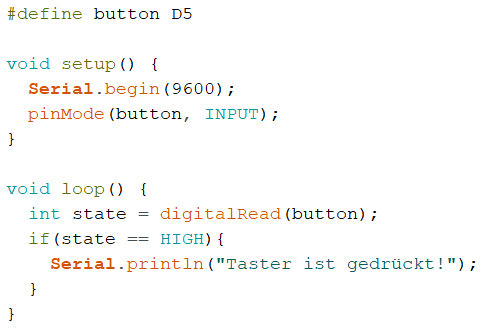 #define button D5

void setup() {
  Serial.begin(9600);
  pinMode(button, INPUT);
}

void loop() {
  int state = digitalRead(button);
  if(state == HIGH){
    Serial.println("Taster ist gedrückt!");
  }
}